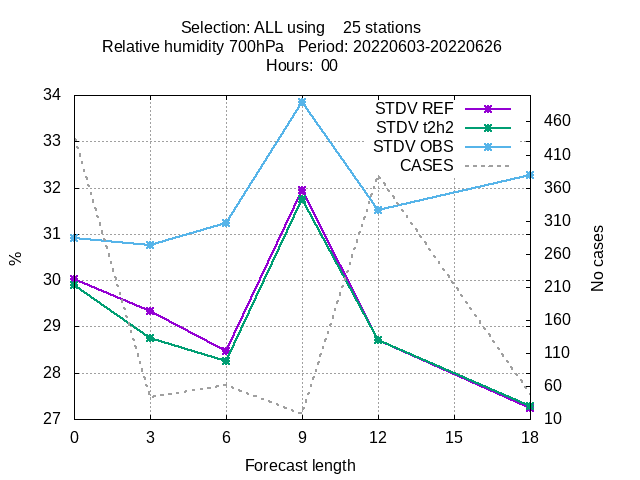 Selection: ALL using 25 stations
Relative humidity 700hPa Period: 20220603-20220626
Hours: 00
STDV REF
STDV t2h2
STDV OBS
CASES
34
33
32
31
30
29
28
27
%
460
410
360
310
260
210
160
110
60
10
No cases
0 3 6 9 12 15 18
Forecast length